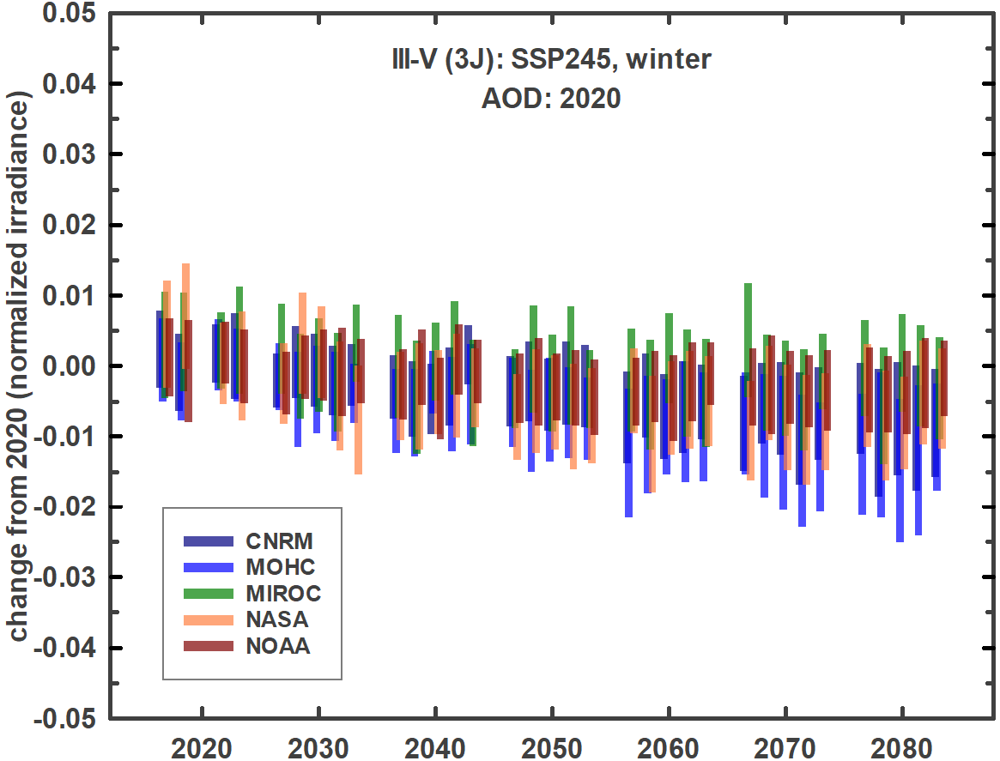 III-V (3J): SSP245, winter
AOD: 2020
change from 2020 (normalized irradiance)
0.05
0.04
0.03
0.02
0.01
0.00
-0.01
-0.02
-0.03
-0.04
-0.05
CNRM
MOHC
MIROC
NASA
NOAA
2020 2030 2040 2050 2060 2070 2080